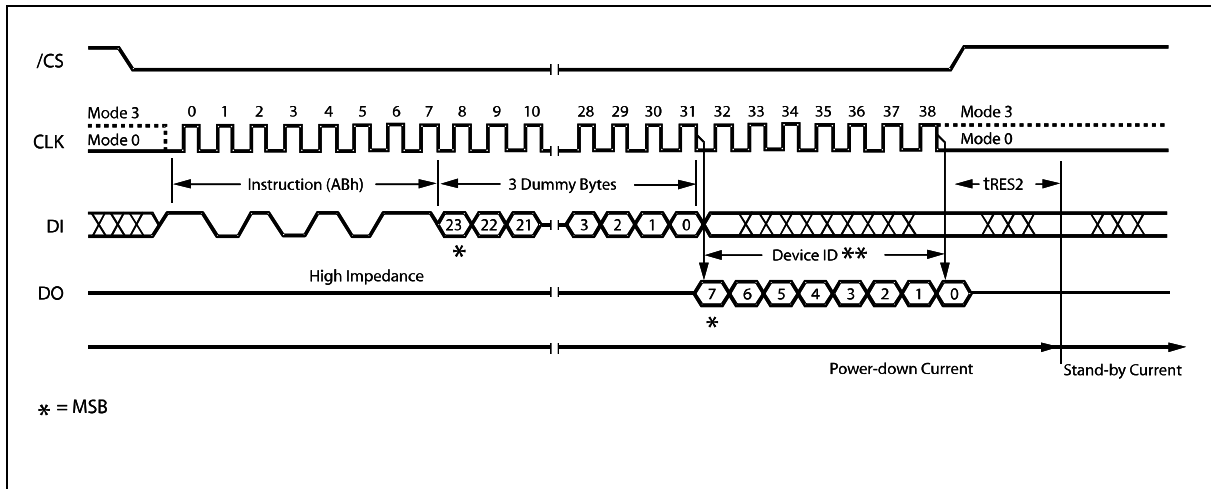 /CS
Mode 3 0 1 2 3 4 5 6 7 8 9 10 28 29 30 31 32 33 34 35 36 37 38 Mode 3
CLK Mode 0 Mode 0
Instruction (ABh) 3 Dummy Bytes tRES2
DI 23 22 21 3 2 1 0
* Device ID **
High Impedance
DO 7 6 5 4 3 2 1 0
*
Power-down Current Stand-by Current
* = MSB